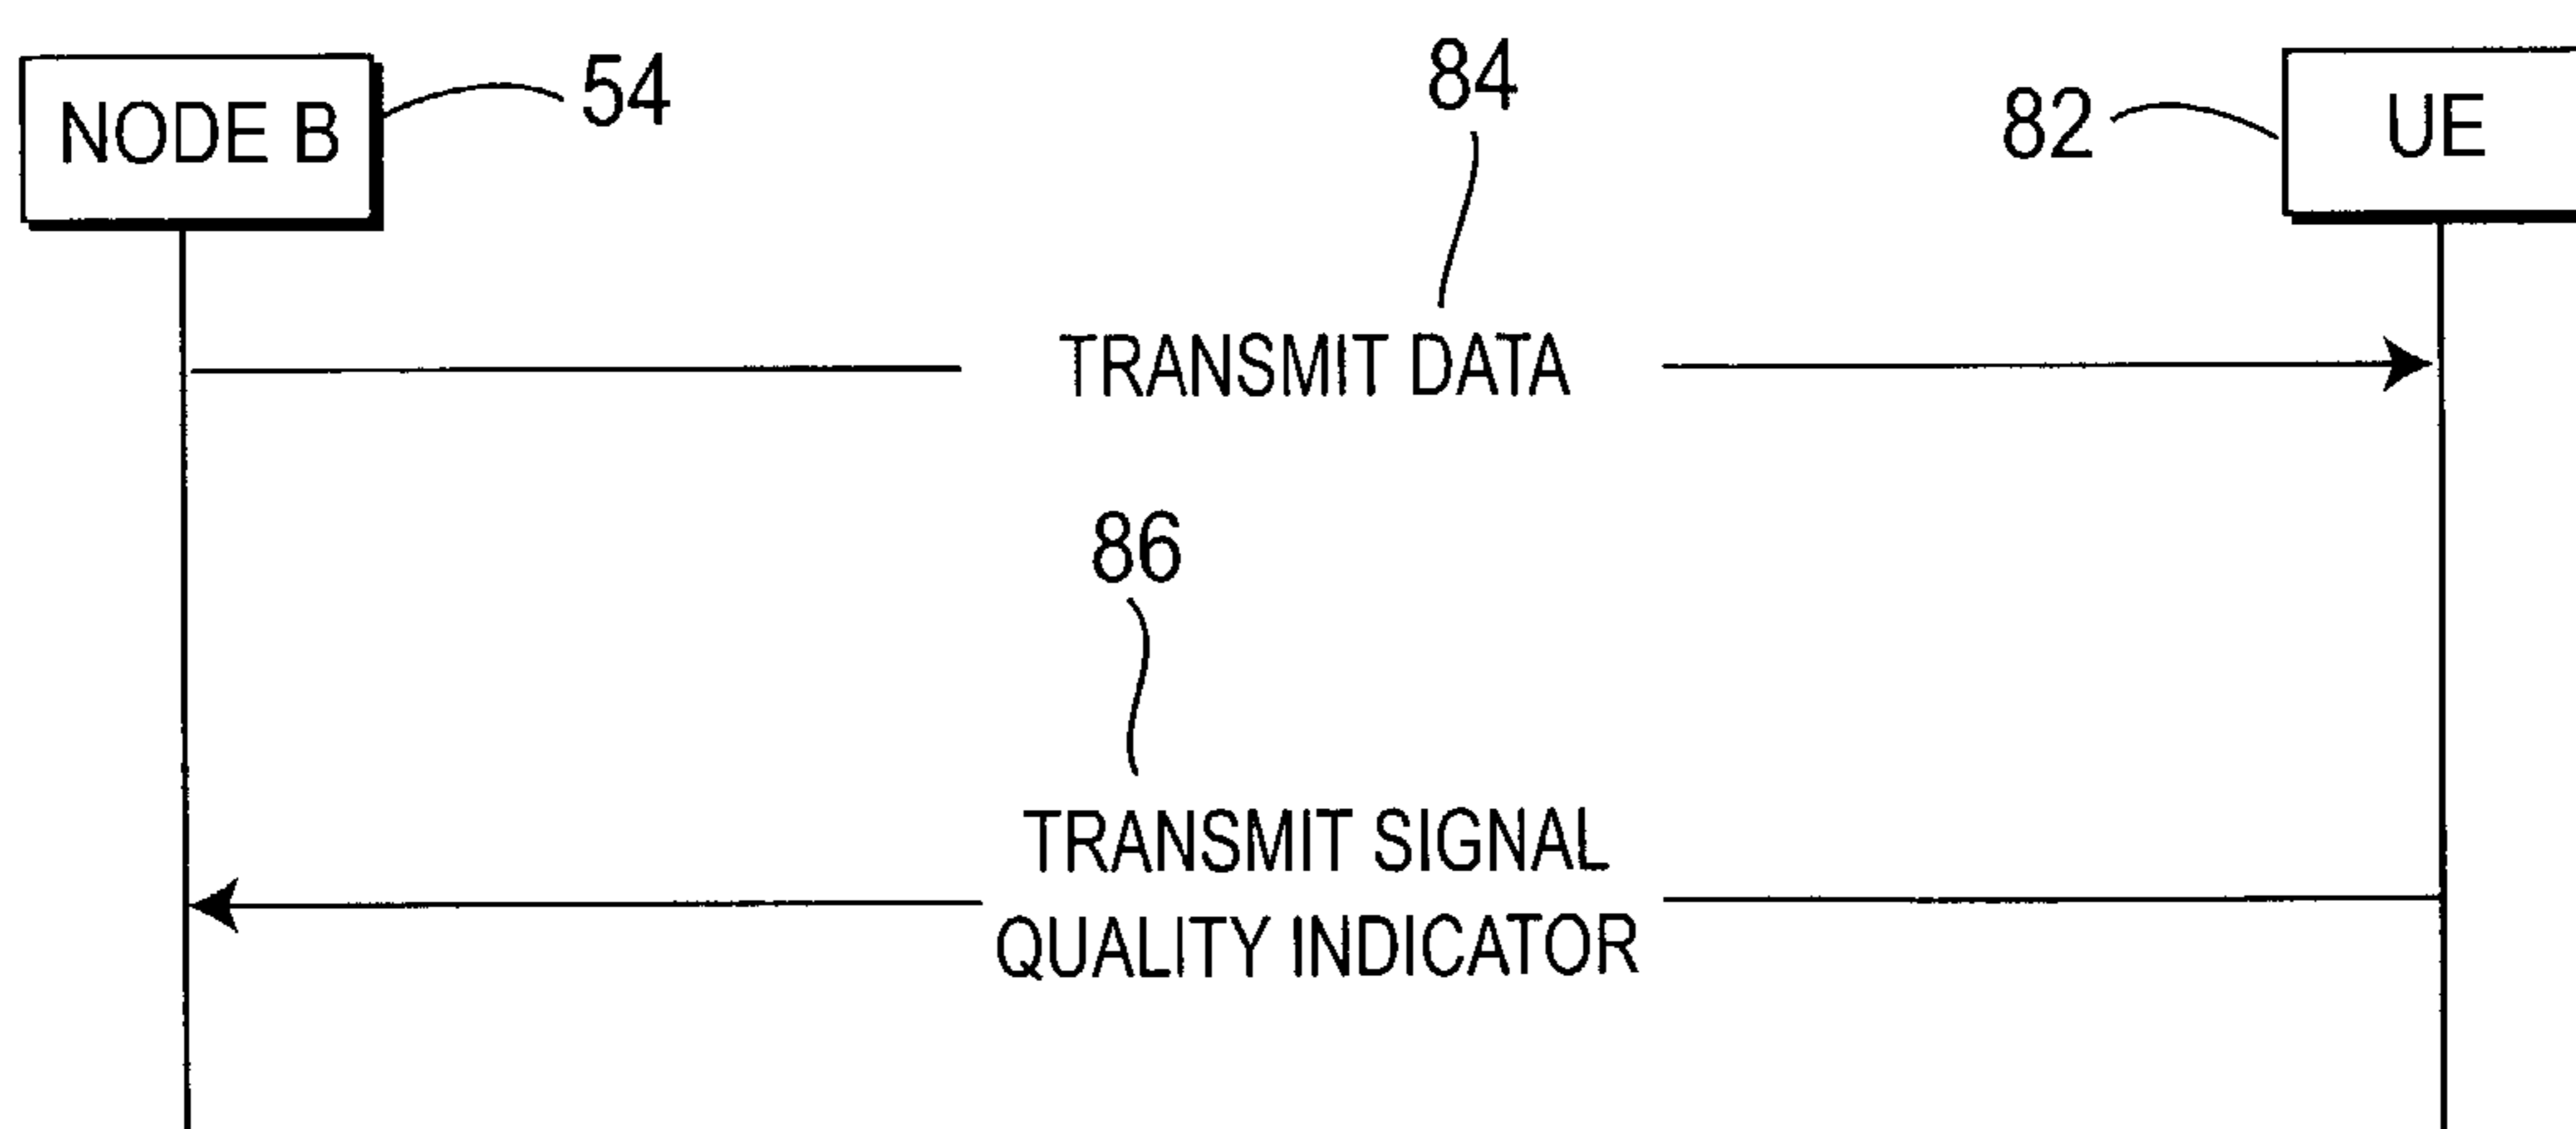 NODE B
54
84
82
UE
TRANSMIT DATA
86
TRANSMIT SIGNAL
QUALITY INDICATOR